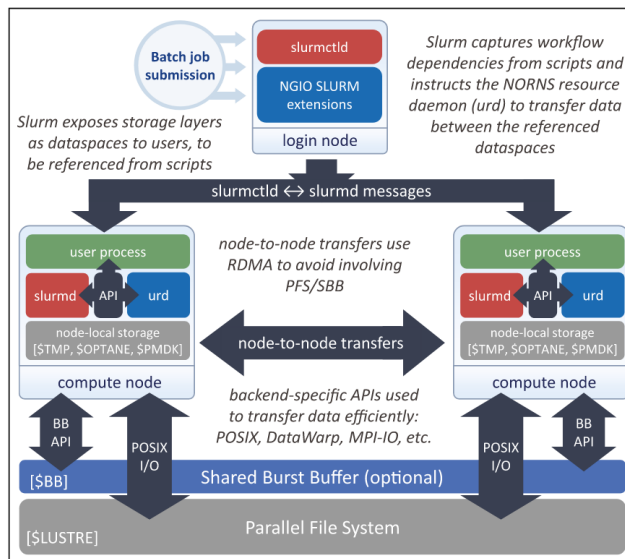 Batch job
submission
slurmctld
NGIO SLURM
extensions
login node
Slurm captures workflow
dependencies from scripts and
instructs the NORNS resource
daemon (urd) to transfer data
between the referenced
dataspaces
Slurm exposes storage layers
as dataspaces to users, to
be referenced from scripts
slurmctld ↔ slurmd messages
user process
slurmd
API
urd
node-local storage
[$TMP, $OPTANE, $PMDK]
compute node
node-to-node transfers use
RDMA to avoid involving
PFS/SBB
node-to-node transfers
user process
slurmd
API
urd
node-local storage
[$TMP, $OPTANE, $PMDK]
compute node
backend-specific APIs used
to transfer data efficiently:
POSIX, DataWarp, MPI-IO, etc.
BB
API
POSIX
I/O
POSIX
I/O
BB
API
[$BB]
Shared Burst Buffer (optional)
Parallel File System
[$LUSTRE]